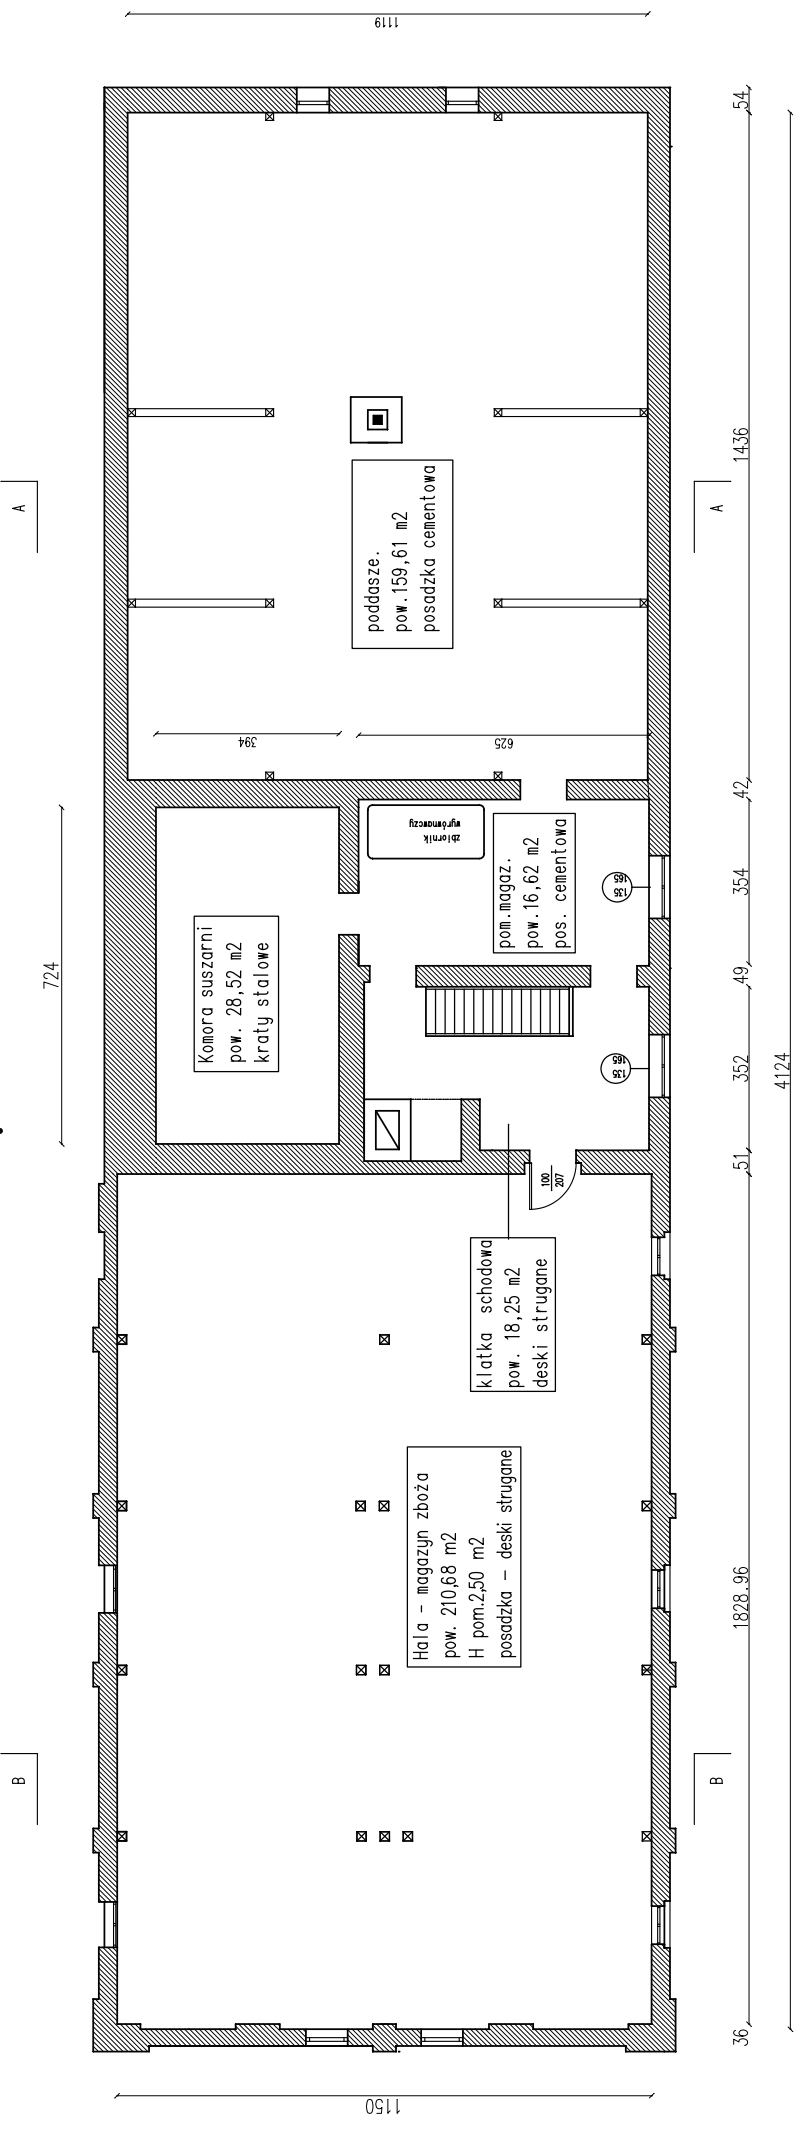 1119
54
4124
1436
A
A
poddasze.
pow.159,61 m2
posadzka cementowa
394
625
42
zbiornik
wyrównawczy
pom.magaz.
pow.16,62 m2
pos. cementowa
165
135
354
724
Komora suszarni
pow. 28,52 m2
kraty stalowe
49
165
135
352
51
100
207
klatka schodowa
pow. 18,25 m2
deski strugane
Hala - magazyn zboża
pow. 210,68 m2
H pom.2,50 m2
posadzka - deski strugane
1828.96
B
B
36
1150